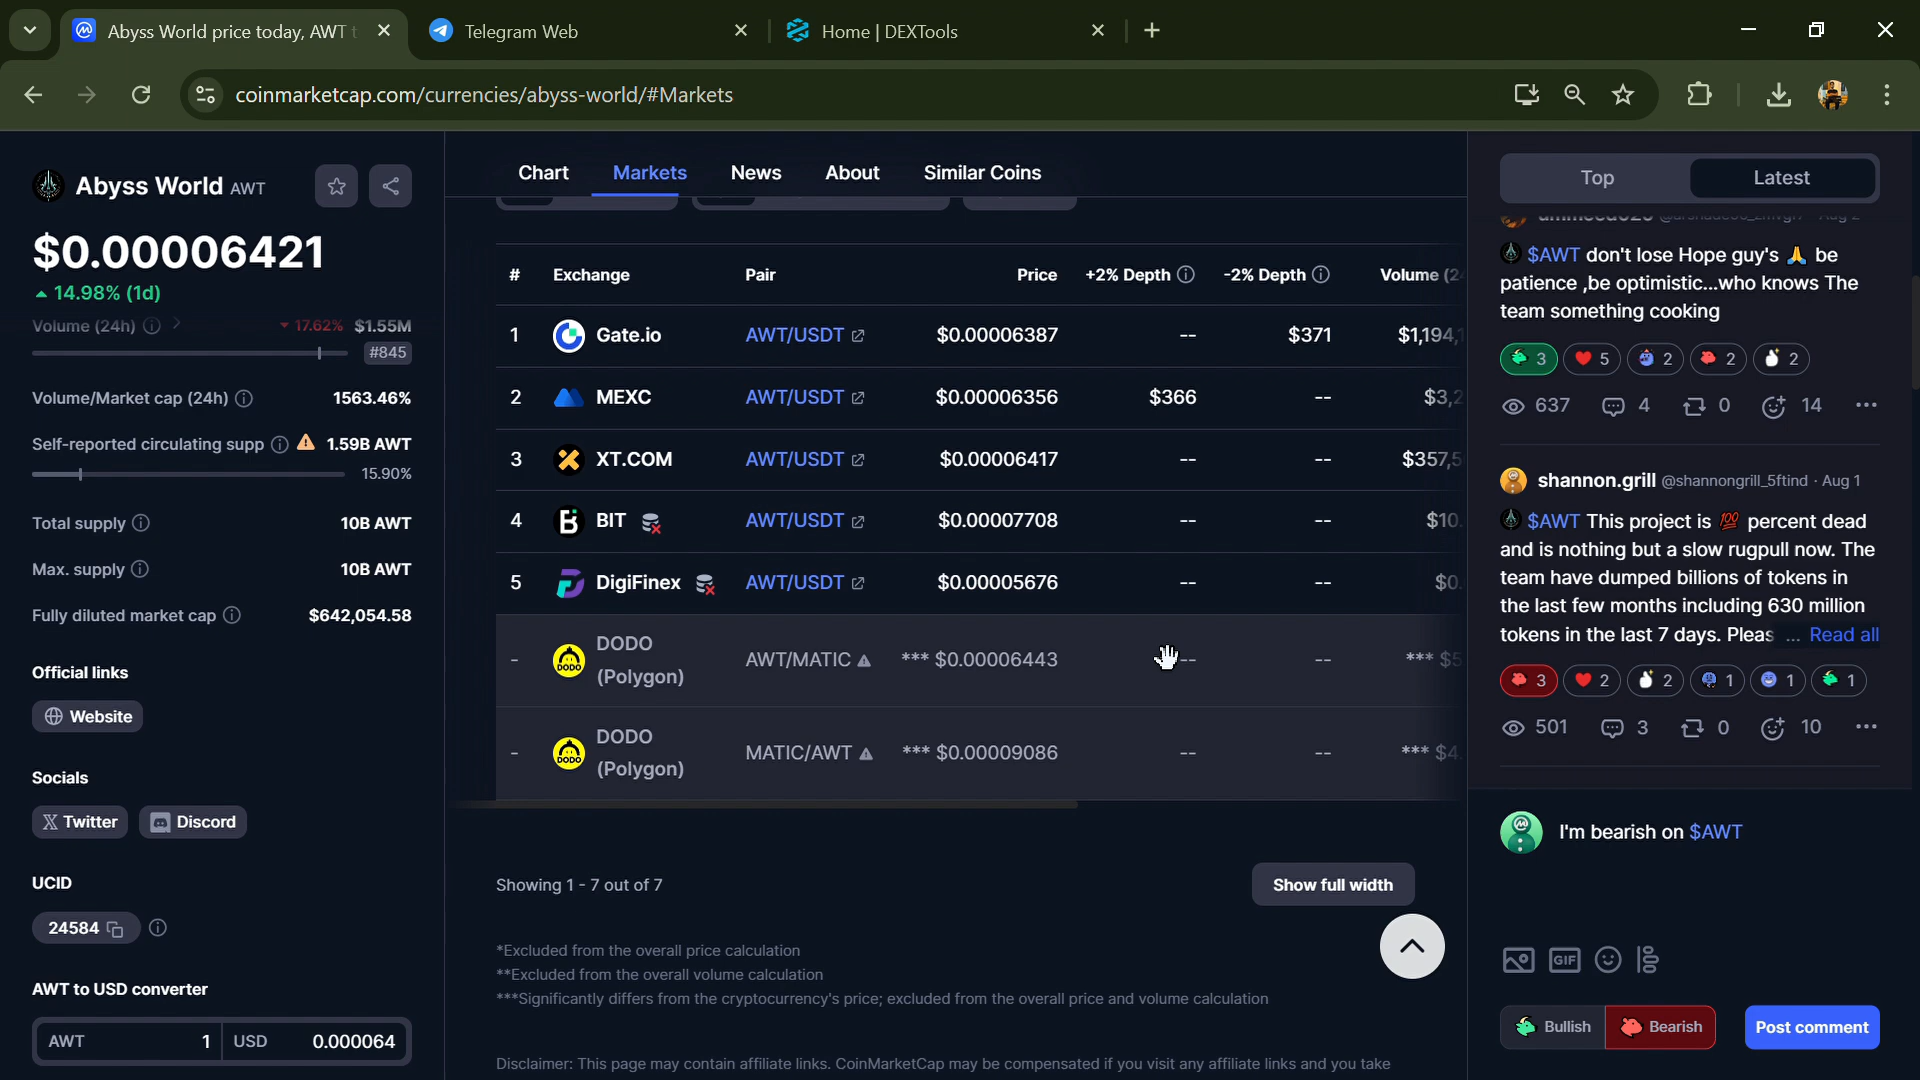 Abyss World price today, AWT t
Telegram Web
Home | DEXTools
coinmarketcap.com/currencies/abyss-world/#Markets
Abyss World AWT
$0.00006421
14.98% (1d)
Volume (24h) 17.62% $1.55M
#845
Volume/Market cap (24h) 1563.46%
Self-reported circulating supp 1.59B AWT
15.90%
Total supply 10B AWT
Max. supply 10B AWT
Fully diluted market cap $642,054.58
Official links
Website
Socials
Twitter Discord
UCID
24584
AWT to USD converter
AWT 1 USD 0.000064
Chart Markets News About Similar Coins
# Exchange Pair Price +2% Depth -2% Depth Volume (2
1 Gate.io AWT/USDT $0.00006387 -- $371 $1,194,
2 MEXC AWT/USDT $0.00006356 $366 -- $3,2
3 XT.COM AWT/USDT $0.00006417 -- -- $357,5
4 BIT AWT/USDT $0.00007708 -- -- $10.
5 DigiFinex AWT/USDT $0.00005676 -- -- $0.
- DODO (Polygon) AWT/MATIC *** $0.00006443 -- -- *** $5
- DODO (Polygon) MATIC/AWT *** $0.00009086 -- -- *** $4
Showing 1 - 7 out of 7
Show full width
*Excluded from the overall price calculation
**Excluded from the overall volume calculation
***Significantly differs from the cryptocurrency's price; excluded from the overall price and volume calculation
Disclaimer: This page may contain affiliate links. CoinMarketCap may be compensated if you visit any affiliate links and you take
Top Latest
$AWT don't lose Hope guy's 🙏 be
patience ,be optimistic...who knows The
team something cooking
3 5 2 2 2
637 4 0 14
shannon.grill @shannongrill_5ftind · Aug 1
$AWT This project is 💯 percent dead
and is nothing but a slow rugpull now. The
team have dumped billions of tokens in
the last few months including 630 million
tokens in the last 7 days. Pleas ... Read all
3 2 2 1 1 1
501 3 0 10
I'm bearish on $AWT
GIF
Bullish Bearish Post comment